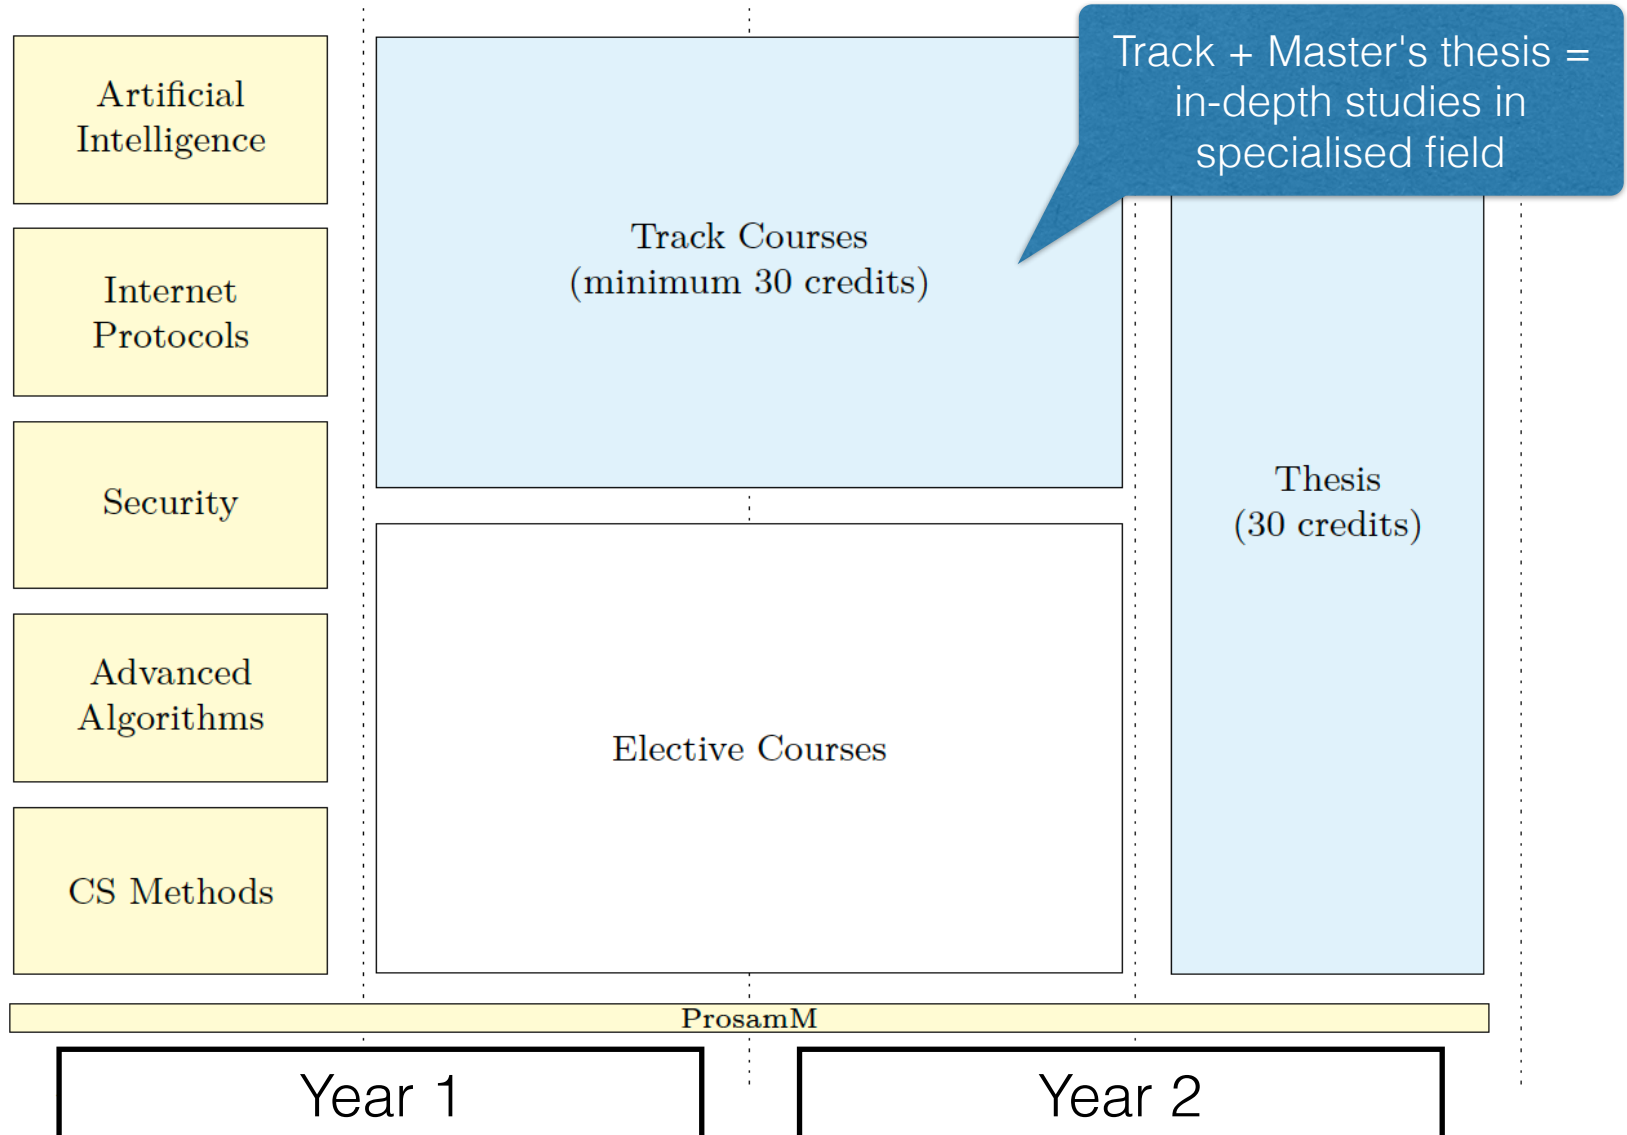 Artificial
Intelligence
Internet
Protocols
Security
Advanced
Algorithms
CS Methods
Track Courses
(minimum 30 credits)
Elective Courses
Track + Master's thesis =
in-depth studies in
specialised field
Thesis
(30 credits)
ProsamM
Year 1
Year 2